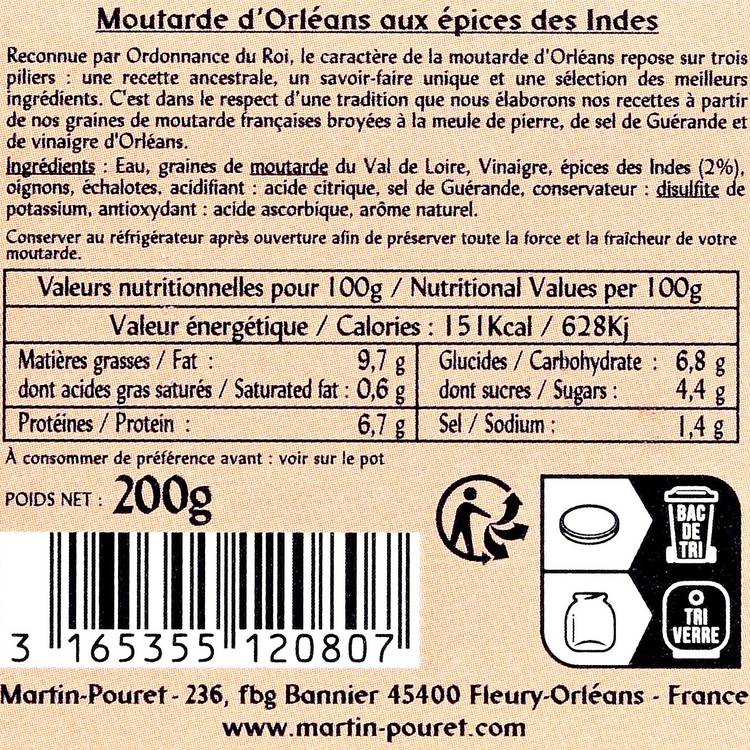 Moutarde d'Orléans aux épices des Indes
Reconnue par Ordonnance du Roi, le caractère de la moutarde d'Orléans repose sur trois
piliers : une recette ancestrale, un savoir-faire unique et une sélection des meilleurs
ingrédients. C'est dans le respect d'une tradition que nous élaborons nos recettes à partir
de nos graines de moutarde françaises broyées à la meule de pierre, de sel de Guérande et
de vinaigre d'Orléans.
Ingrédients : Eau, graines de moutarde du Val de Loire, Vinaigre, épices des Indes (2%),
oignons, échalotes, acidifiant : acide citrique, sel de Guérande, conservateur : disulfite de
potassium, antioxydant : acide ascorbique, arôme naturel.
Conserver au réfrigérateur après ouverture afin de préserver toute la force et la fraîcheur de votre
moutarde.
Valeurs nutritionnelles pour 100g / Nutritional Values per 100g
Valeur énergétique / Calories : 151Kcal / 628Kj
Matières grasses / Fat : 9,7 g
dont acides gras saturés / Saturated fat : 0,6 g
Protéines / Protein : 6,7 g
Glucides / Carbohydrate : 6,8 g
dont sucres / Sugars : 4,4 g
Sel / Sodium : 1,4 g
À consommer de préférence avant : voir sur le pot
POIDS NET : 200g
BAC
DE
TRI
TRI
VERRE
3 165355 120807
Martin-Pouret - 236, fbg Bannier 45400 Fleury-Orléans - France
www.martin-pouret.com